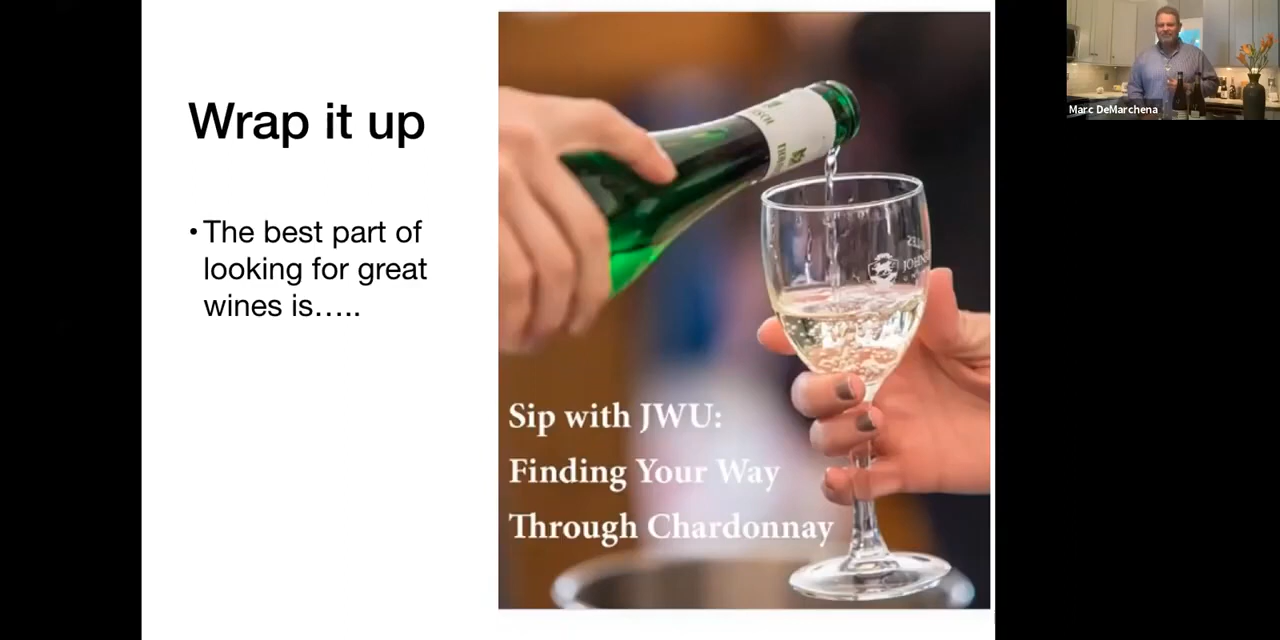 Wrap it up
•The best part of
looking for great
wines is…..
Sip with JWU:
Finding Your Way
Through Chardonnay
Marc DeMarchena